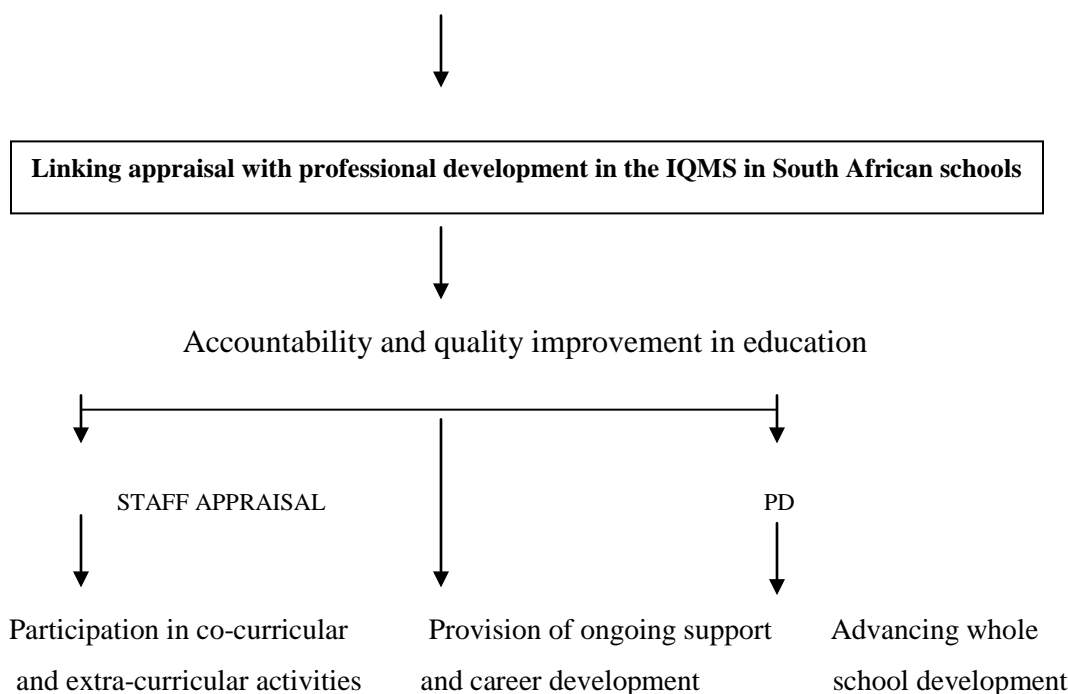 Linking appraisal with professional development in the IQMS in South African schools
Accountability and quality improvement in education
STAFF APPRAISAL
PD
Participation in co-curricular
and extra-curricular activities
Provision of ongoing support
and career development
Advancing whole
school development